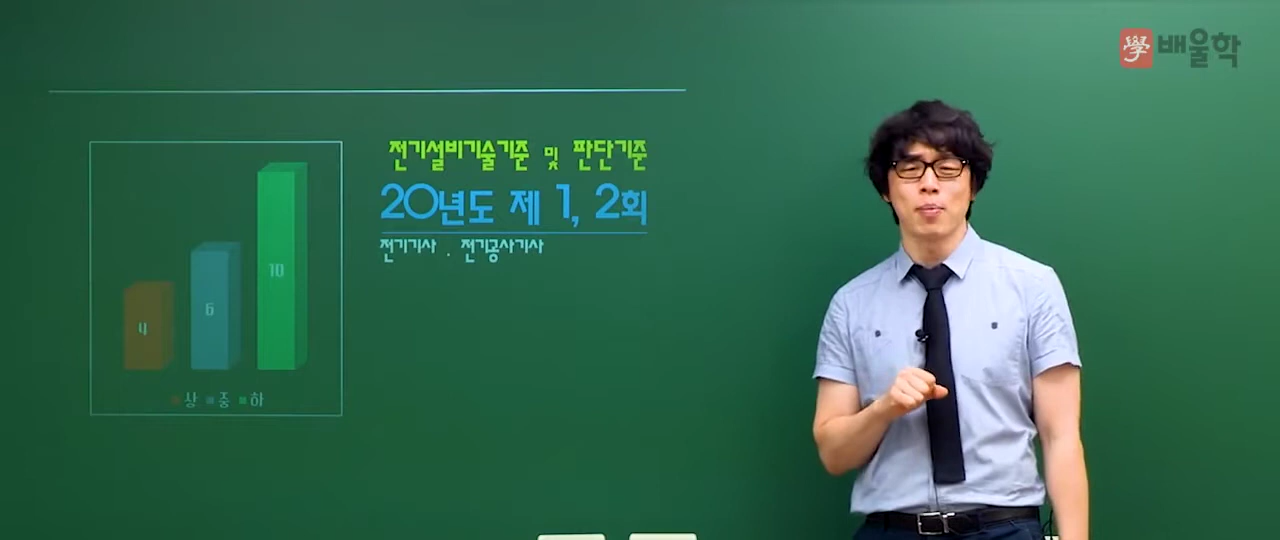 學 배울학
전기설비기술기준 및 판단기준
20년도 제 1, 2회
전기기사 . 전기공사기사
4
6
10
상 중 하